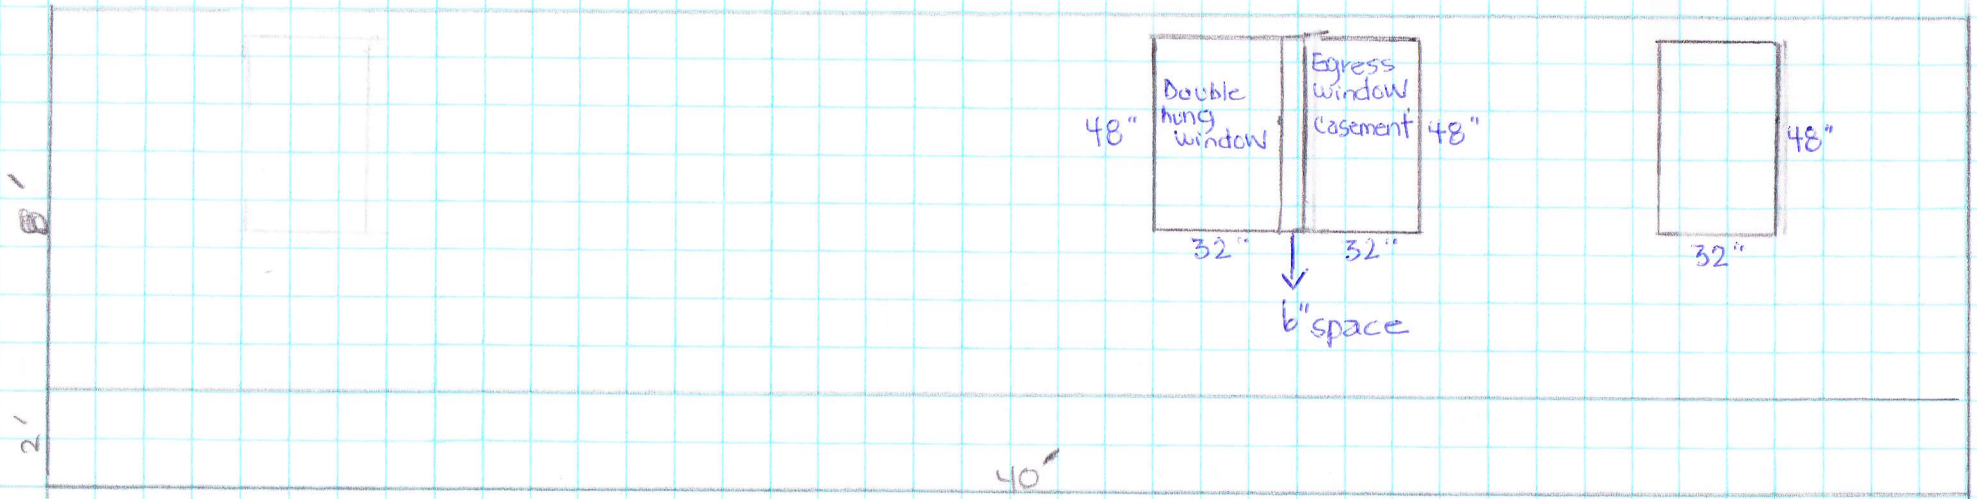 Double
hung
window
Egress
window
Casement
48"
48"
48"
32"
32"
32"
6" space
8'
2'
40'